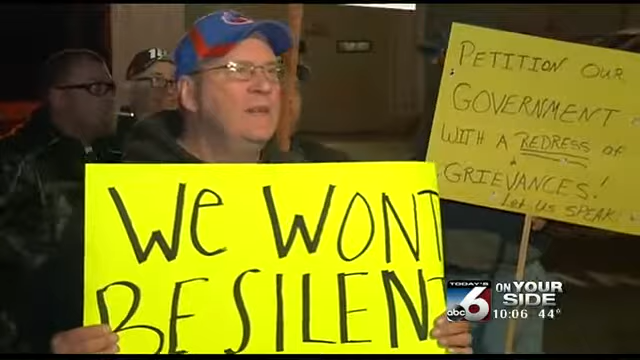 WE WONT
BE SILENT
PETITION OUR
GOVERNMENT
WITH A REDRESS OF
GRIEVANCES!
Let us SPEAK!
TODAY'S
abc 6
ON YOUR
SIDE
10:06 44°